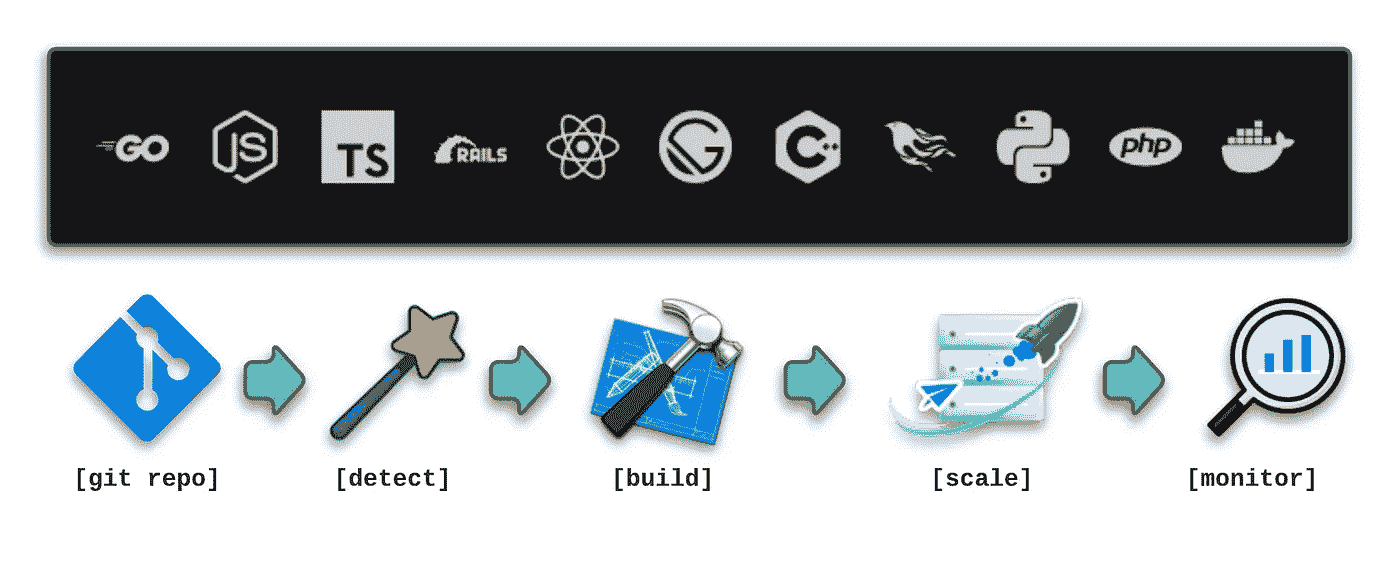 GO
JS
TS
RAILS
G
C++
php
[git repo]
[detect]
[build]
[scale]
[monitor]